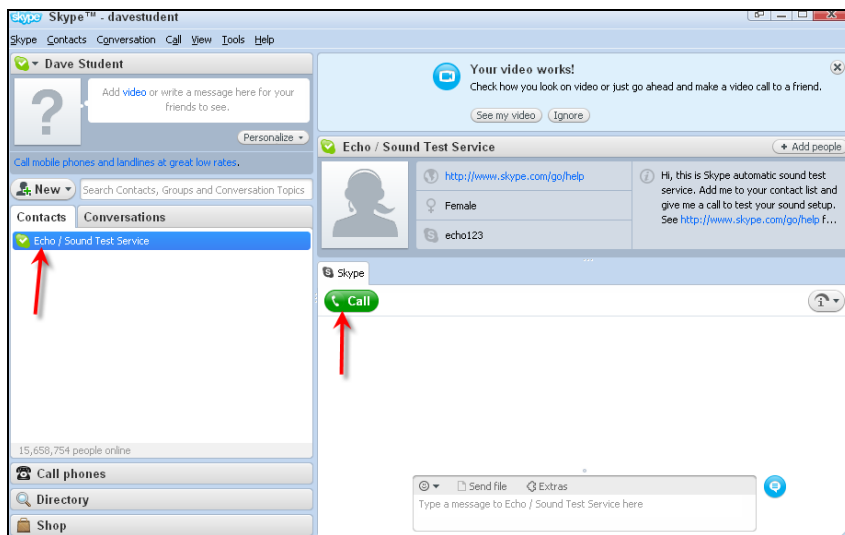 skype Skype™ - davestudent
Skype Contacts Conversation Call View Tools Help
Dave Student
Add video or write a message here for your
friends to see.
Personalize
Call mobile phones and landlines at great low rates.
New
Search Contacts, Groups and Conversation Topics
Contacts Conversations
Echo / Sound Test Service
15,658,754 people online
Call phones
Directory
Shop
Your video works!
Check how you look on video or just go ahead and make a video call to a friend.
See my video Ignore
Echo / Sound Test Service
+ Add people
http://www.skype.com/go/help
Female
echo123
Hi, this is Skype automatic sound test
service. Add me to your contact list and
give me a call to test your sound setup.
See http://www.skype.com/go/help f...
Skype
Call
Send file Extras
Type a message to Echo / Sound Test Service here